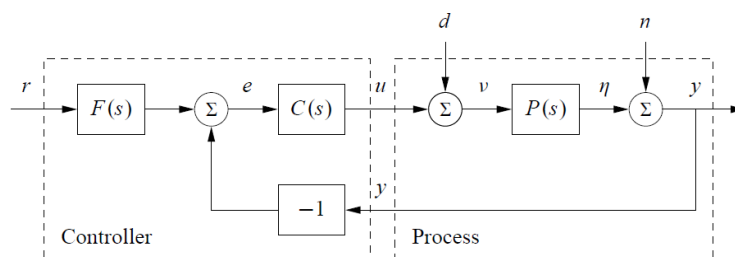 d n
r F(s) Σ e C(s) u Σ ν P(s) η Σ y
−1 y
Controller Process